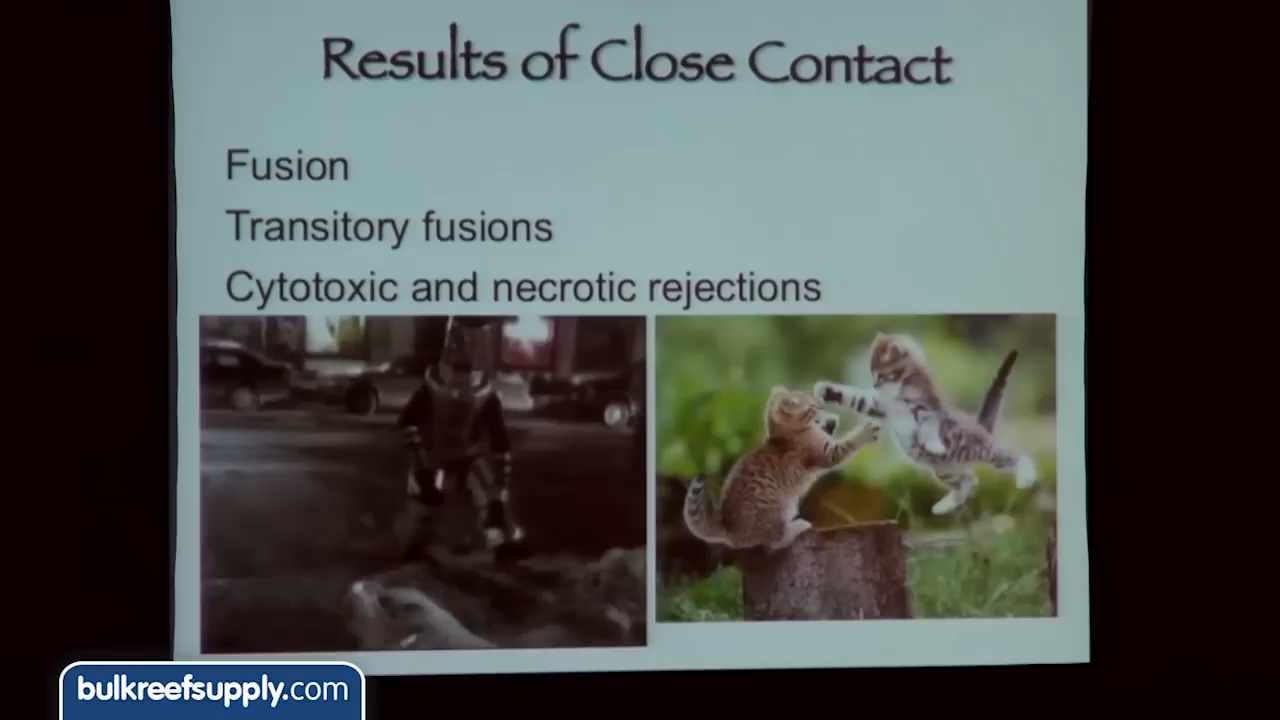 Results of Close Contact
Fusion
Transitory fusions
Cytotoxic and necrotic rejections
bulkreefsupply.com